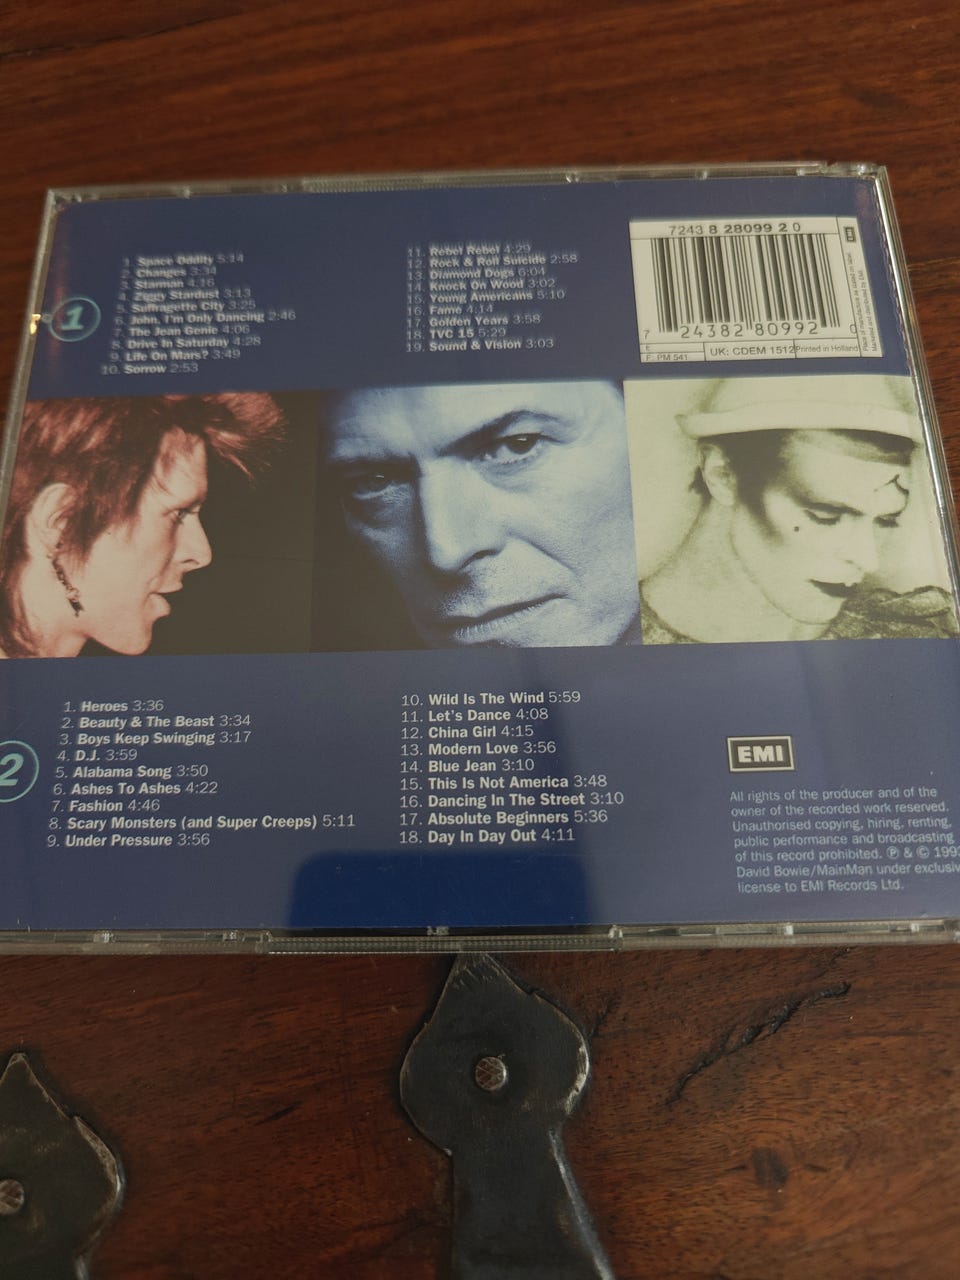 1
1. Space Oddity 5:14
2. Changes 3:34
3. Starman 4:16
4. Ziggy Stardust 3:13
5. Suffragette City 3:25
6. John, I'm Only Dancing 2:46
7. The Jean Genie 4:06
8. Drive In Saturday 4:28
9. Life On Mars? 3:49
10. Sorrow 2:53
11. Rebel Rebel 4:29
12. Rock & Roll Suicide 2:58
13. Diamond Dogs 6:04
14. Knock On Wood 3:02
15. Young Americans 5:10
16. Fame 4:14
17. Golden Years 3:58
18. TVC 15 5:29
19. Sound & Vision 3:03
7243 8 28099 2 0
EMI
7 24382 80992 0
F: PM 541
UK: CDEM 1512
Printed in Holland
2
1. Heroes 3:36
2. Beauty & The Beast 3:34
3. Boys Keep Swinging 3:17
4. D.J. 3:59
5. Alabama Song 3:50
6. Ashes To Ashes 4:22
7. Fashion 4:46
8. Scary Monsters (and Super Creeps) 5:11
9. Under Pressure 3:56
10. Wild Is The Wind 5:59
11. Let's Dance 4:08
12. China Girl 4:15
13. Modern Love 3:56
14. Blue Jean 3:10
15. This Is Not America 3:48
16. Dancing In The Street 3:10
17. Absolute Beginners 5:36
18. Day In Day Out 4:11
EMI
All rights of the producer and of the
owner of the recorded work reserved.
Unauthorised copying, hiring, renting,
public performance and broadcasting
of this record prohibited. ℗ & © 1993
David Bowie/MainMan under exclusiv
license to EMI Records Ltd.